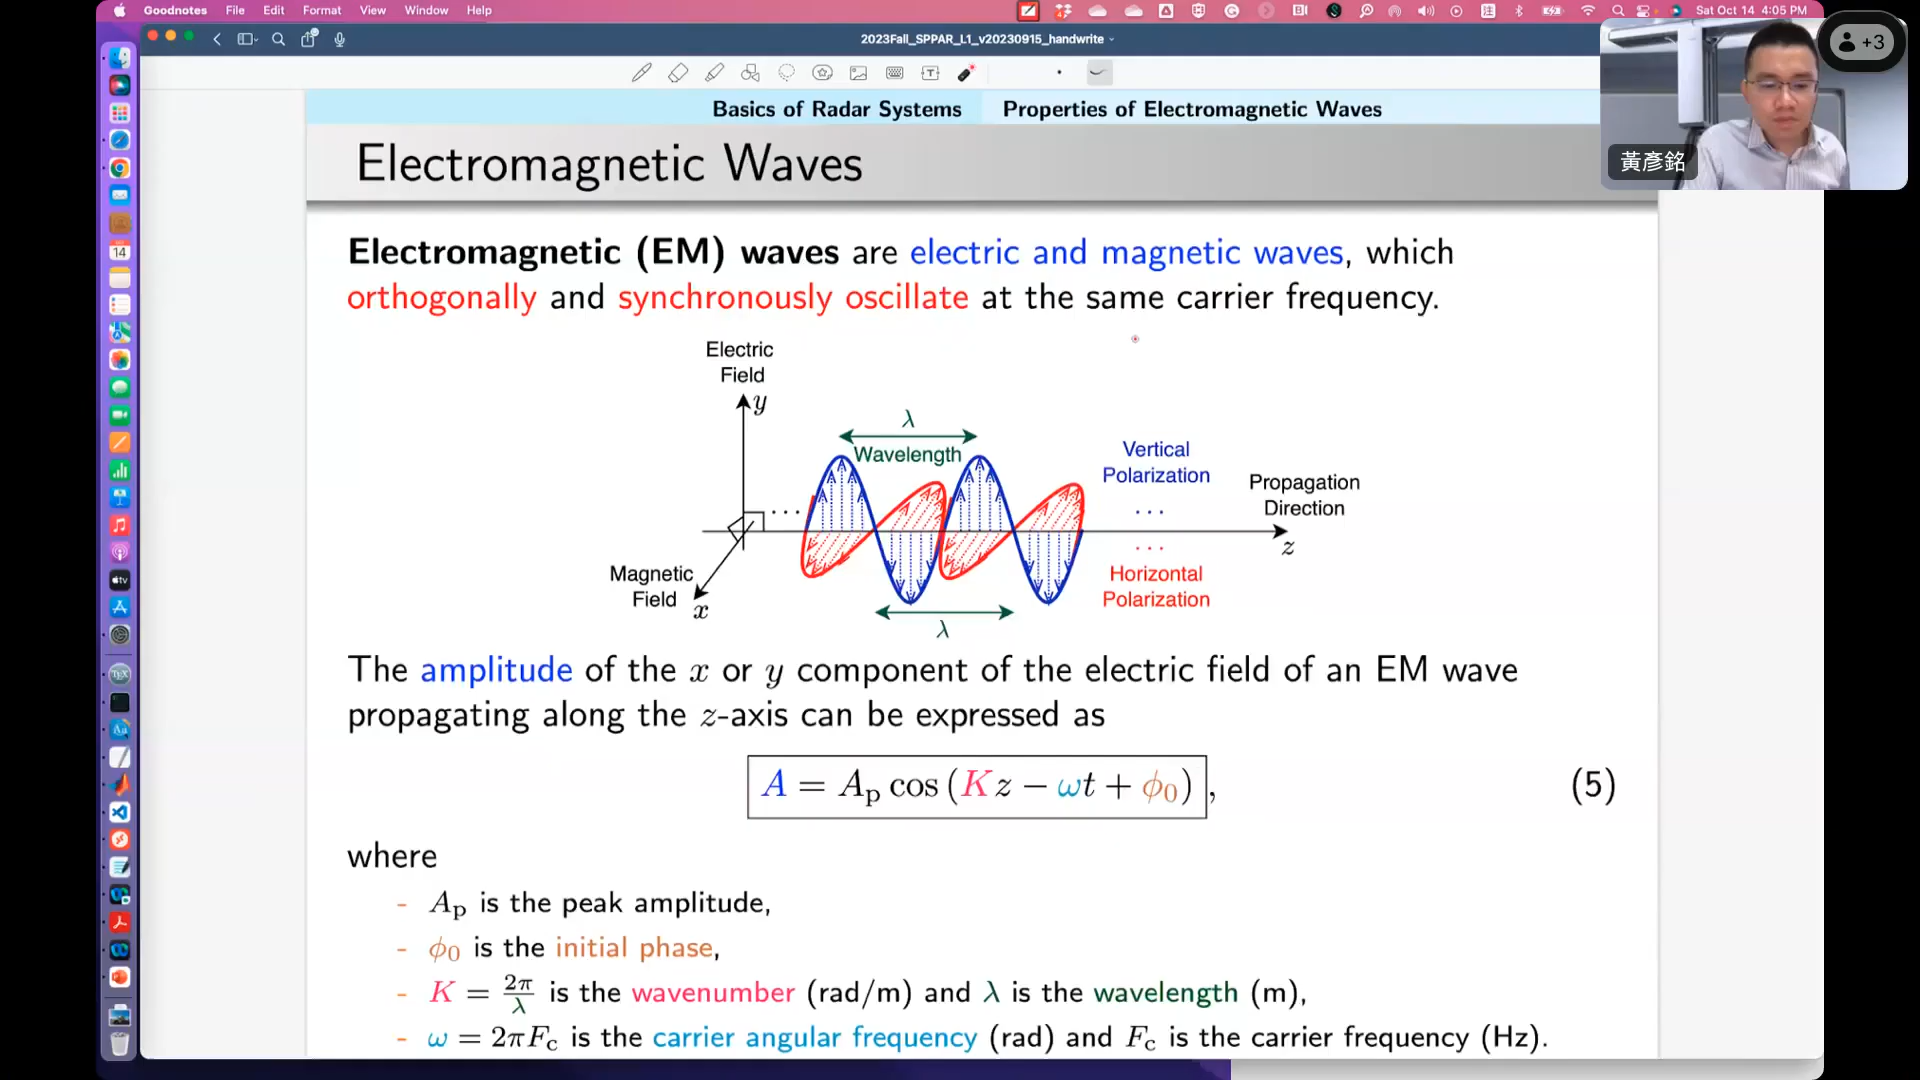 Goodnotes File Edit Format View Window Help
Sat Oct 14 4:05 PM
2023Fall_SPPAR_L1_v20230915_handwrite
+3
黃彥銘
Basics of Radar Systems
Properties of Electromagnetic Waves
Electromagnetic Waves
Electromagnetic (EM) waves are electric and magnetic waves, which
orthogonally and synchronously oscillate at the same carrier frequency.
Electric
Field
y
λ
Wavelength
Vertical
Polarization
Propagation
Direction
. . .
. . .
z
. . .
Magnetic
Field
x
Horizontal
Polarization
λ
The amplitude of the x or y component of the electric field of an EM wave
propagating along the z-axis can be expressed as
A = Aₚ cos (Kz − ωt + ϕ₀), (5)
where
- Aₚ is the peak amplitude,
- ϕ₀ is the initial phase,
- K = 2π/λ is the wavenumber (rad/m) and λ is the wavelength (m),
- ω = 2πF_c is the carrier angular frequency (rad) and F_c is the carrier frequency (Hz).